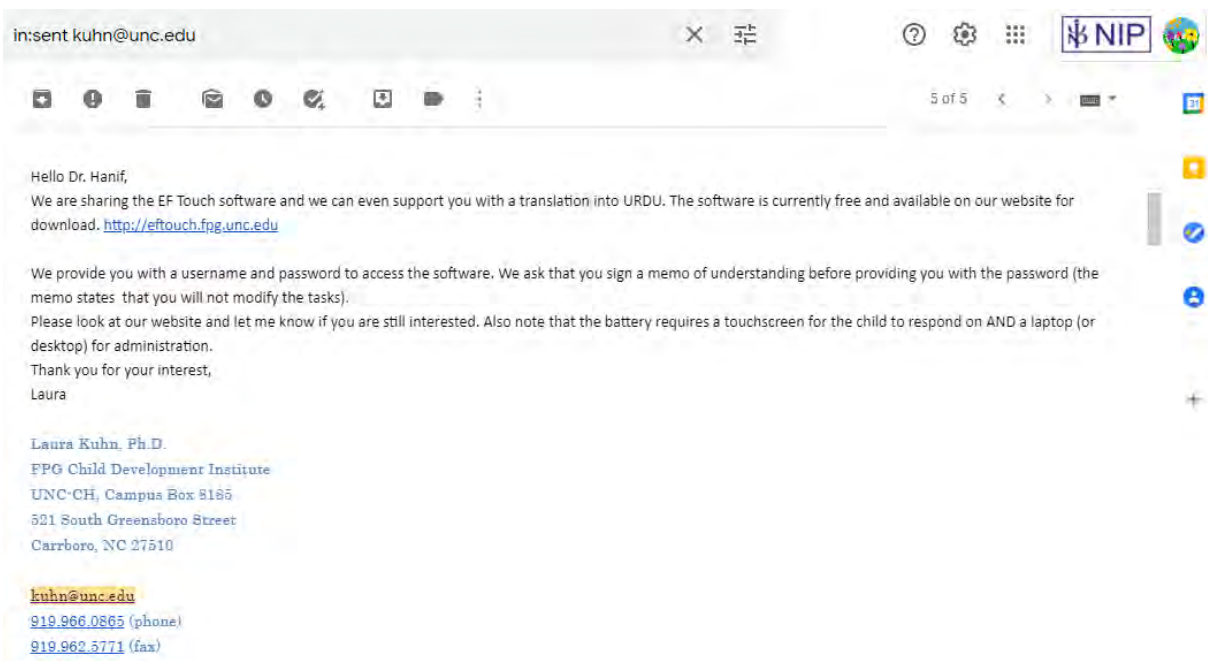 in:sent kuhn@unc.edu
NIP
5 of 5
31
Hello Dr. Hanif,
We are sharing the EF Touch software and we can even support you with a translation into URDU. The software is currently free and available on our website for
download. http://eftouch.fpg.unc.edu
We provide you with a username and password to access the software. We ask that you sign a memo of understanding before providing you with the password (the
memo states that you will not modify the tasks).
Please look at our website and let me know if you are still interested. Also note that the battery requires a touchscreen for the child to respond on AND a laptop (or
desktop) for administration.
Thank you for your interest,
Laura
Laura Kuhn, Ph.D.
FPG Child Development Institute
UNC-CH, Campus Box 8185
521 South Greensboro Street
Carrboro, NC 27510
kuhn@unc.edu
919.966.0865 (phone)
919.962.5771 (fax)